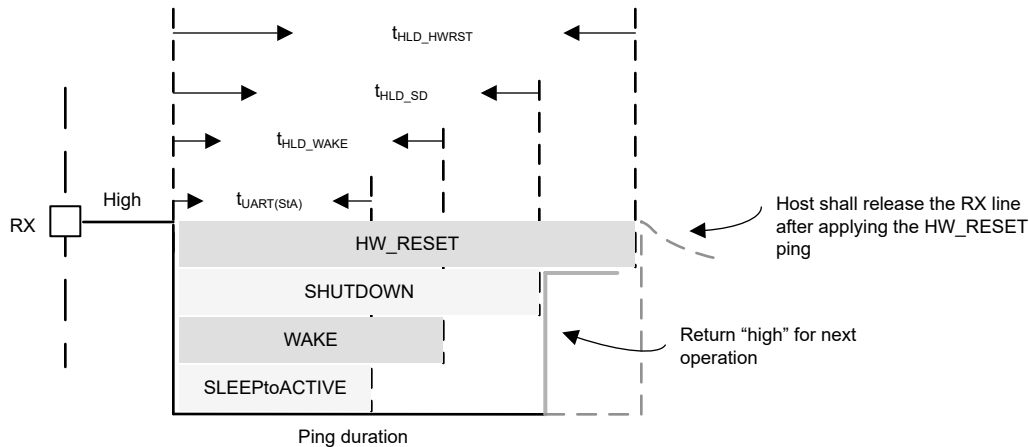 tHLD_HWRST
tHLD_SD
tHLD_WAKE
tUART(StA)
High
RX
HW_RESET
SHUTDOWN
WAKE
SLEEPtoACTIVE
Ping duration
Host shall release the RX line
after applying the HW_RESET
ping
Return “high” for next
operation